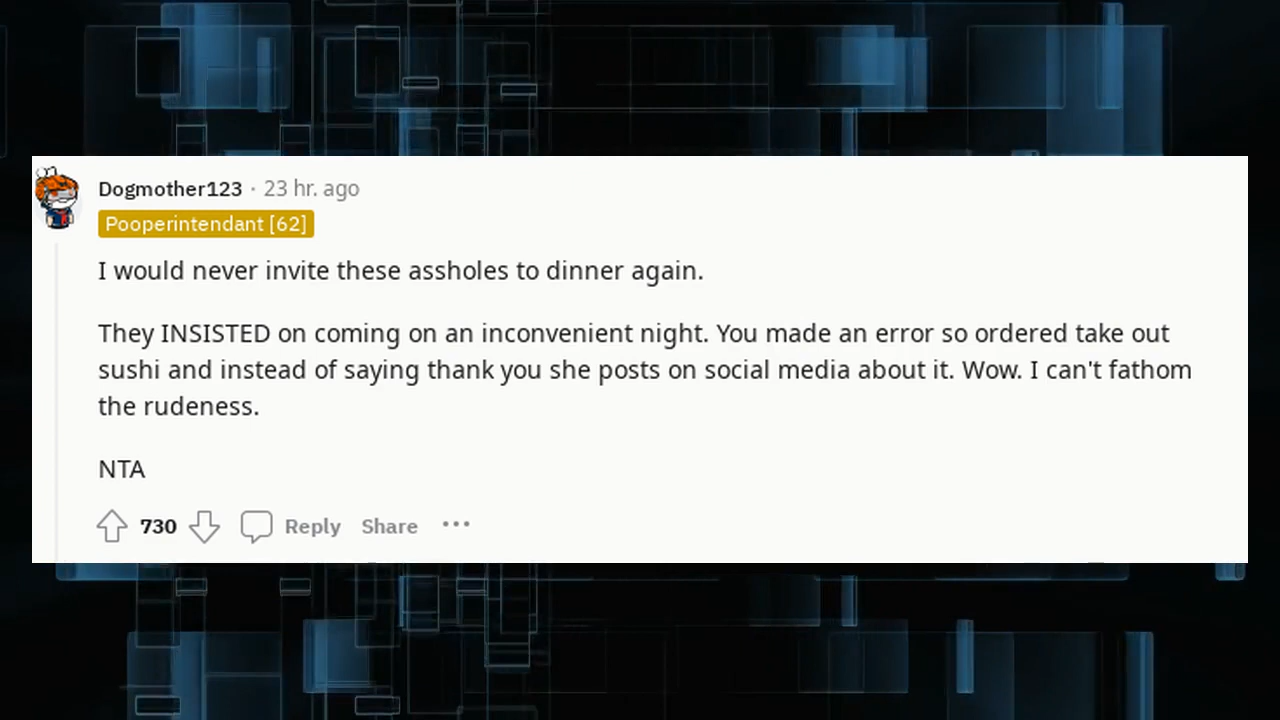 Dogmother123 · 23 hr. ago
Pooperintendant [62]
I would never invite these assholes to dinner again.
They INSISTED on coming on an inconvenient night. You made an error so ordered take out
sushi and instead of saying thank you she posts on social media about it. Wow. I can't fathom
the rudeness.
NTA
730 Reply Share ···